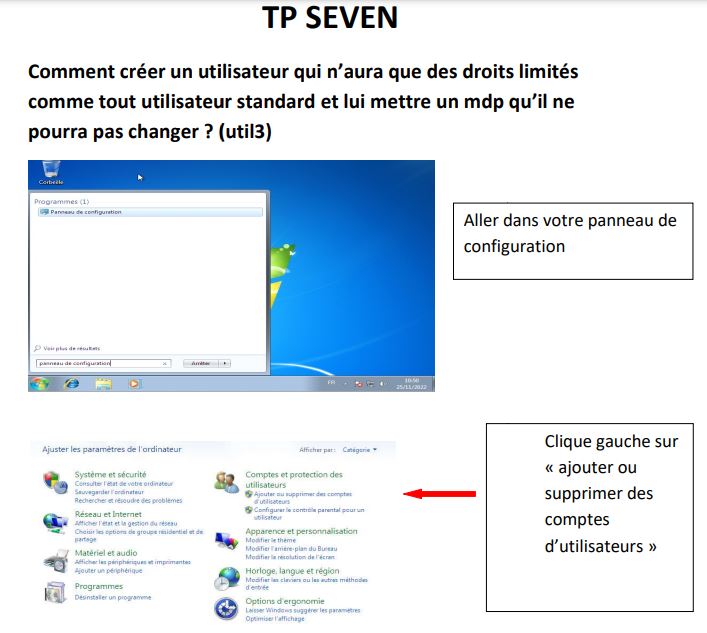 TP SEVEN
Comment créer un utilisateur qui n’aura que des droits limités
comme tout utilisateur standard et lui mettre un mdp qu’il ne
pourra pas changer ? (util3)
Corbeille
Programmes (1)
Panneau de configuration
Voir plus de résultats
panneau de configuration
Arrêter
FR
10:50
25/11/2022
Aller dans votre panneau de
configuration
Ajuster les paramètres de l'ordinateur
Afficher par : Catégorie
Système et sécurité
Consulter l'état de votre ordinateur
Sauvegarder l'ordinateur
Rechercher et résoudre des problèmes
Réseau et Internet
Afficher l'état et la gestion du réseau
Choisir les options de groupe résidentiel et de
partage
Matériel et audio
Afficher les périphériques et imprimantes
Ajouter un périphérique
Programmes
Désinstaller un programme
Comptes et protection des
utilisateurs
Ajouter ou supprimer des comptes
d'utilisateurs
Configurer le contrôle parental pour un
utilisateur
Apparence et personnalisation
Modifier le thème
Modifier l'arrière-plan du Bureau
Modifier la résolution de l'écran
Horloge, langue et région
Modifier les claviers ou les autres méthodes
d'entrée
Options d'ergonomie
Laisser Windows suggérer les paramètres
Optimiser l'affichage
Clique gauche sur
« ajouter ou
supprimer des
comptes
d’utilisateurs »